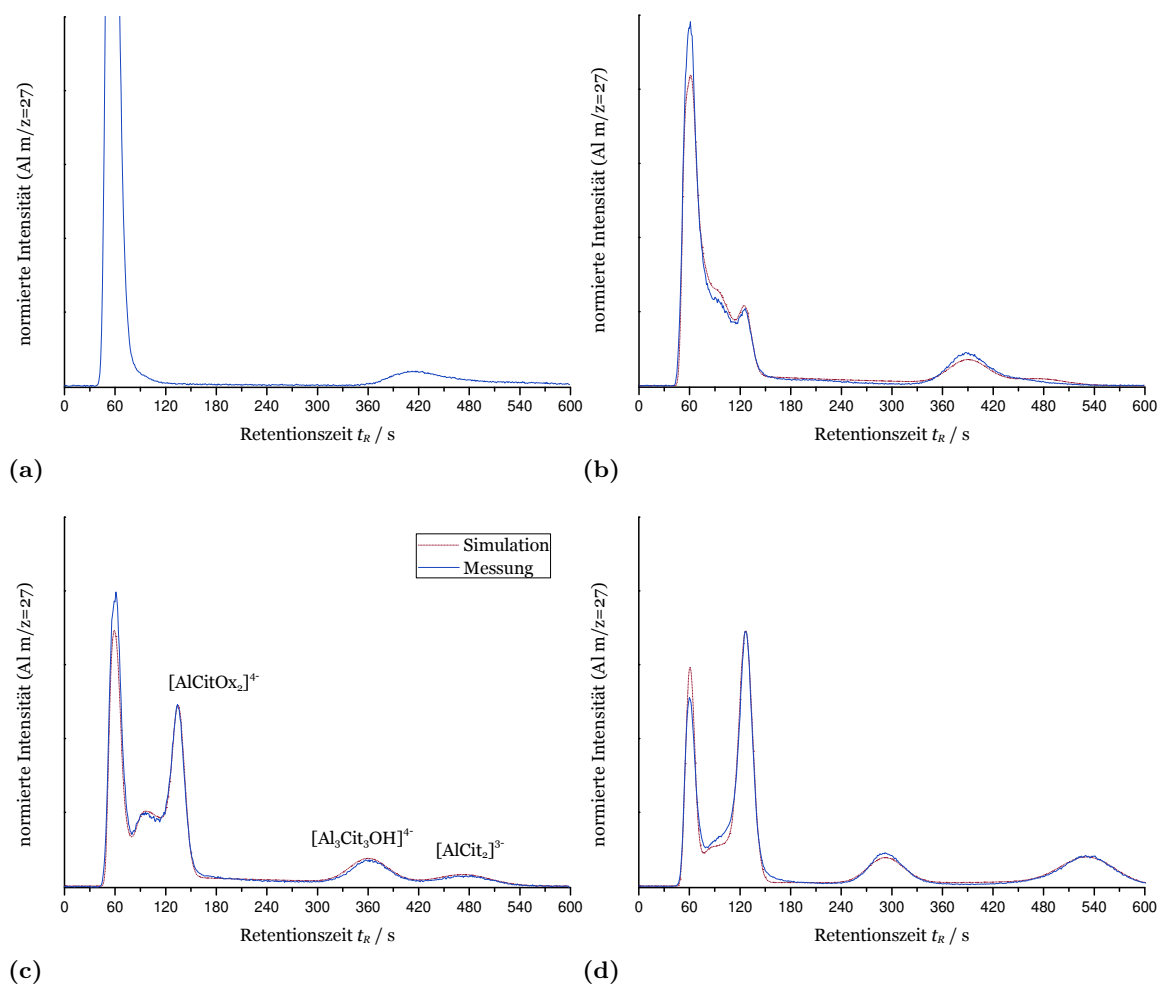 normierte Intensität (Al m/z=27)
0 60 120 180 240 300 360 420 480 540 600
Retentionszeit tR / s
(a)
normierte Intensität (Al m/z=27)
0 60 120 180 240 300 360 420 480 540 600
Retentionszeit tR / s
(b)
normierte Intensität (Al m/z=27)
Simulation
Messung
[AlCitOx₂]⁴⁻
[Al₃Cit₃OH]⁴⁻
[AlCit₂]³⁻
0 60 120 180 240 300 360 420 480 540 600
Retentionszeit tR / s
(c)
normierte Intensität (Al m/z=27)
0 60 120 180 240 300 360 420 480 540 600
Retentionszeit tR / s
(d)